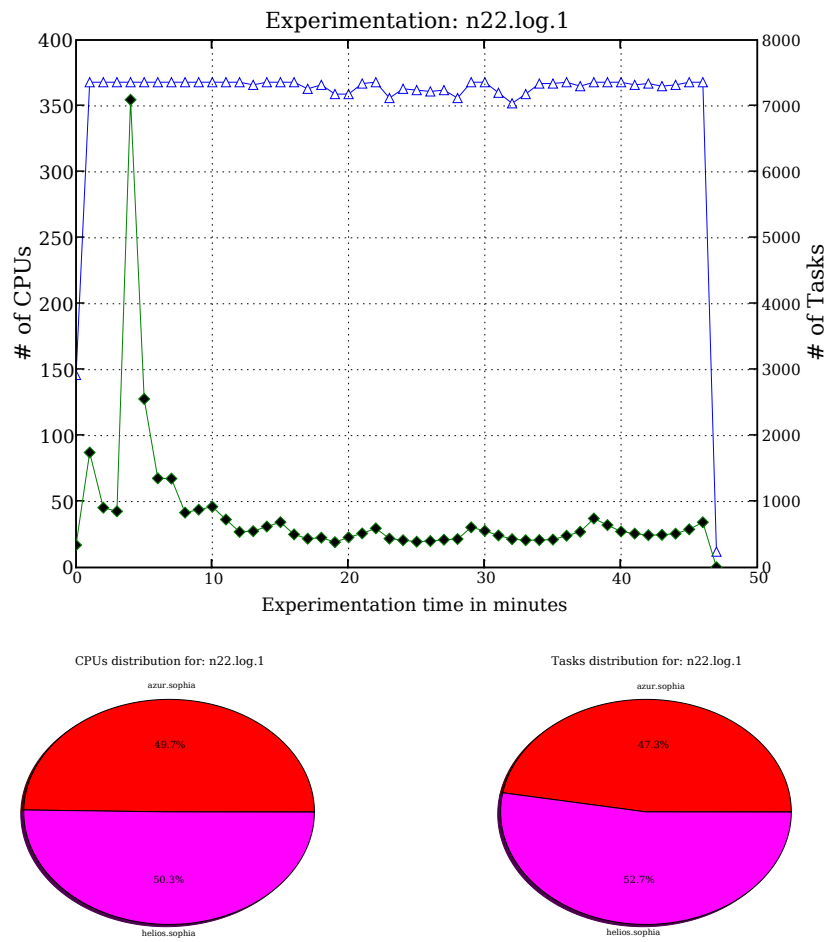 Experimentation: n22.log.1
400
350
300
250
200
150
100
50
0
# of CPUs
8000
7000
6000
5000
4000
3000
2000
1000
0
# of Tasks
0 10 20 30 40 50
Experimentation time in minutes
CPUs distribution for: n22.log.1
azur.sophia
49.7%
50.3%
helios.sophia
Tasks distribution for: n22.log.1
azur.sophia
47.3%
52.7%
helios.sophia